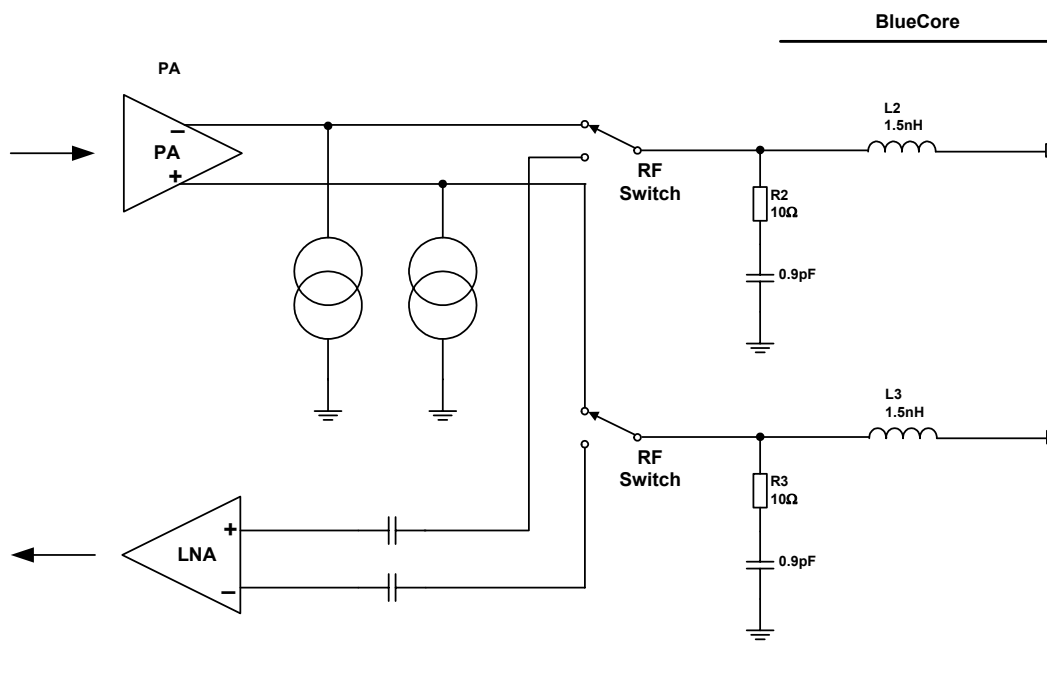 BlueCore
PA
L2
1.5nH
−
PA
+
RF
Switch
R2
10Ω
0.9pF
L3
1.5nH
RF
Switch
R3
10Ω
0.9pF
+
LNA
−